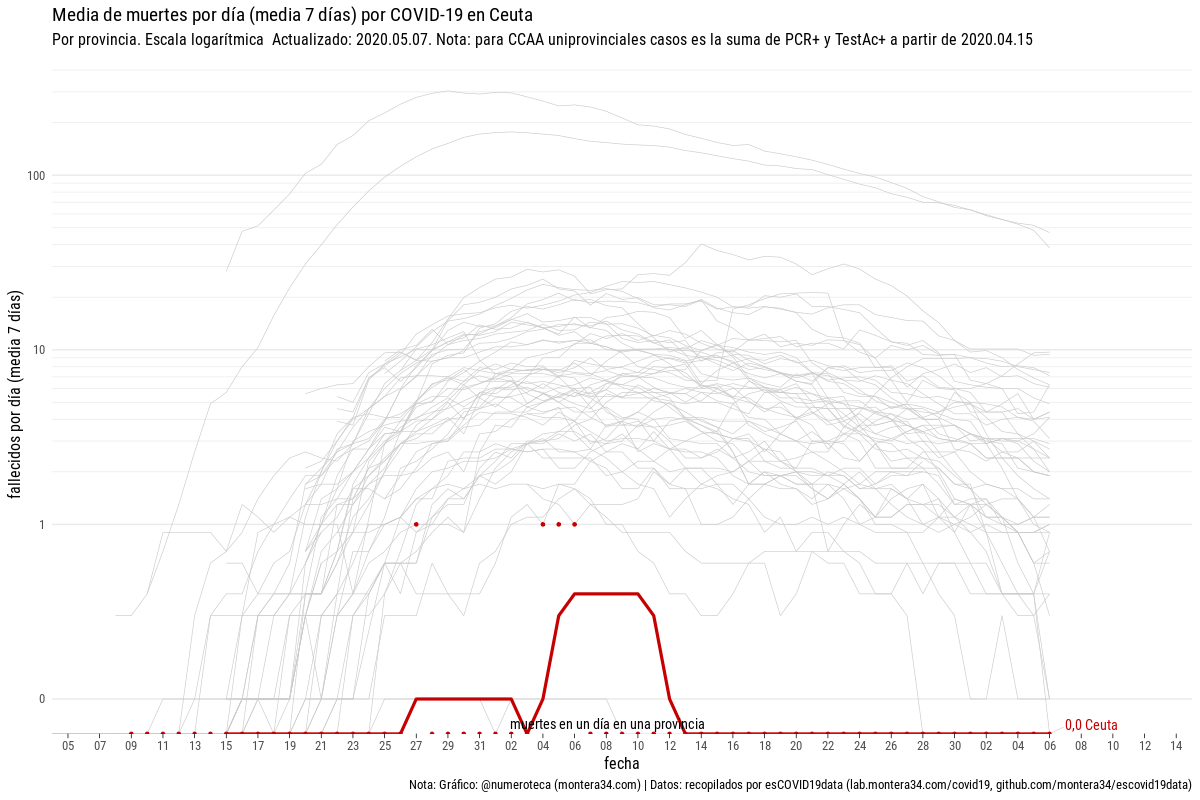 Media de muertes por día (media 7 días) por COVID-19 en Ceuta
Por provincia. Escala logarítmica  Actualizado: 2020.05.07. Nota: para CCAA uniprovinciales casos es la suma de PCR+ y TestAc+ a partir de 2020.04.15
fallecidos por día (media  7 días)
100
10
1
0
muertes en un día en una provincia
0,0 Ceuta
05 07 09 11 13 15 17 19 21 23 25 27 29 31 02 04 06 08 10 12 14 16 18 20 22 24 26 28 30 02 04 06 08 10 12 14
fecha
Nota: Gráfico: @numeroteca (montera34.com) | Datos: recopilados por esCOVID19data (lab.montera34.com/covid19, github.com/montera34/escovid19data)